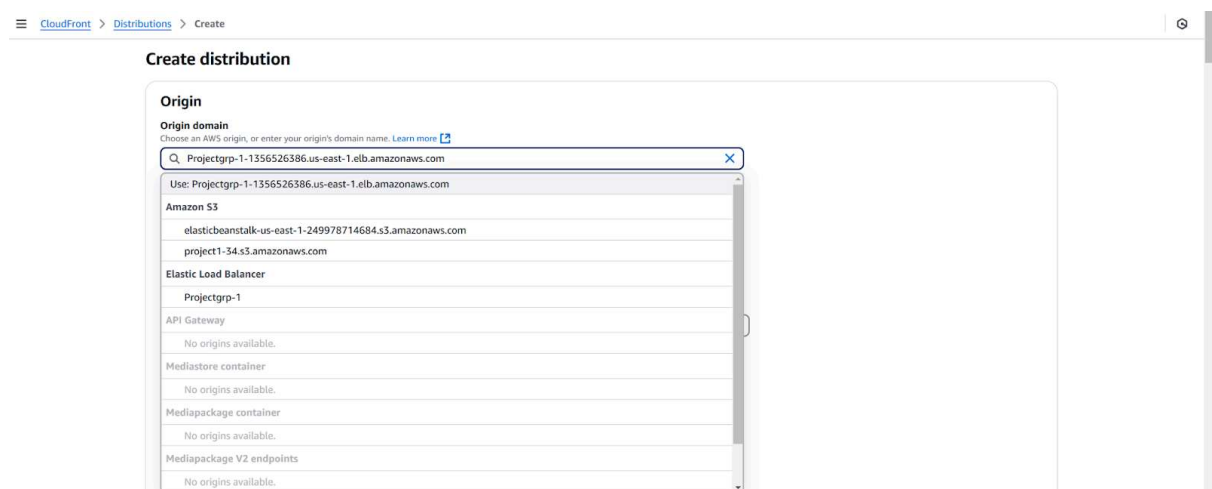 CloudFront > Distributions > Create
Create distribution
Origin
Origin domain
Choose an AWS origin, or enter your origin's domain name. Learn more
Projectgrp-1-1356526386.us-east-1.elb.amazonaws.com
Use: Projectgrp-1-1356526386.us-east-1.elb.amazonaws.com
Amazon S3
elasticbeanstalk-us-east-1-249978714684.s3.amazonaws.com
project1-34.s3.amazonaws.com
Elastic Load Balancer
Projectgrp-1
API Gateway
No origins available.
Mediastore container
No origins available.
Mediapackage container
No origins available.
Mediapackage V2 endpoints
No origins available.